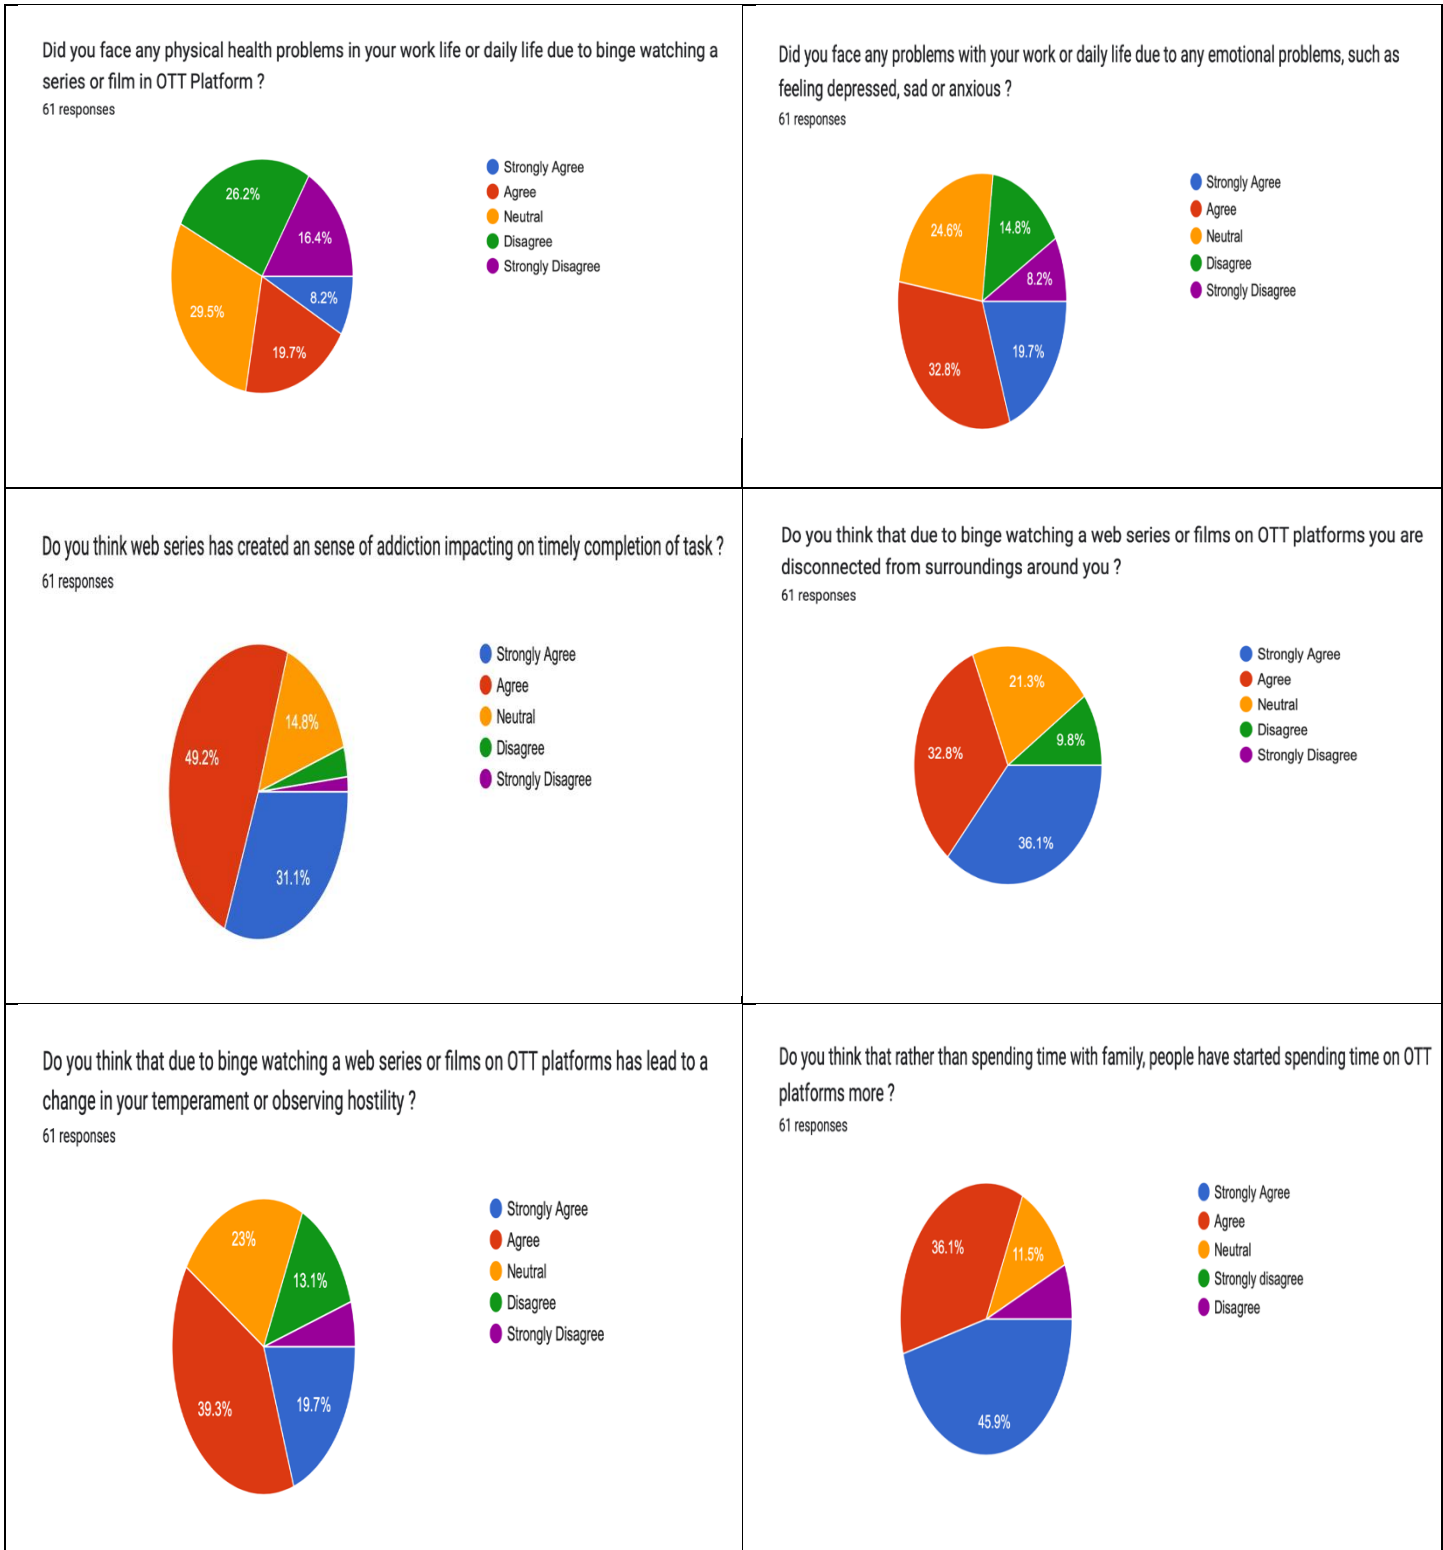 Did you face any physical health problems in your work life or daily life due to binge watching a
series or film in OTT Platform ?
61 responses
26.2%
16.4%
8.2%
29.5%
19.7%
Strongly Agree
Agree
Neutral
Disagree
Strongly Disagree
Did you face any problems with your work or daily life due to any emotional problems, such as
feeling depressed, sad or anxious ?
61 responses
24.6%
14.8%
8.2%
19.7%
32.8%
Strongly Agree
Agree
Neutral
Disagree
Strongly Disagree
Do you think web series has created an sense of addiction impacting on timely completion of task ?
61 responses
14.8%
49.2%
31.1%
Strongly Agree
Agree
Neutral
Disagree
Strongly Disagree
Do you think that due to binge watching a web series or films on OTT platforms you are
disconnected from surroundings around you ?
61 responses
21.3%
9.8%
32.8%
36.1%
Strongly Agree
Agree
Neutral
Disagree
Strongly Disagree
Do you think that due to binge watching a web series or films on OTT platforms has lead to a
change in your temperament or observing hostility ?
61 responses
23%
13.1%
39.3%
19.7%
Strongly Agree
Agree
Neutral
Disagree
Strongly Disagree
Do you think that rather than spending time with family, people have started spending time on OTT
platforms more ?
61 responses
36.1%
11.5%
45.9%
Strongly Agree
Agree
Neutral
Strongly disagree
Disagree